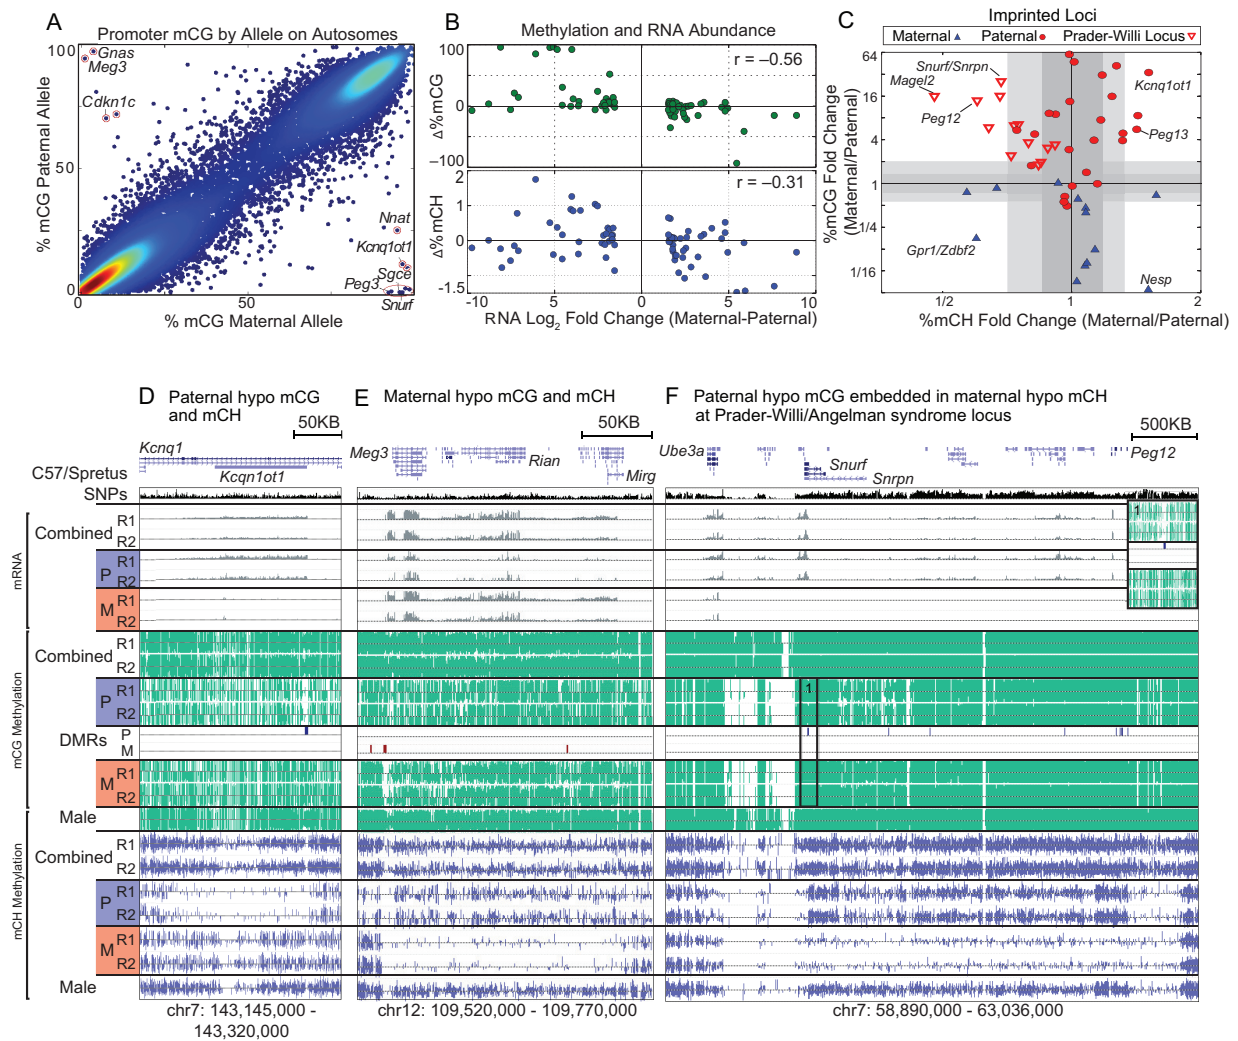 A
Promoter mCG by Allele on Autosomes
100
Gnas
Meg3
Cdkn1c
50
Nnat
Kcnq1ot1
Sgce
Peg3
Snurf
0
0
50
100
% mCG Paternal Allele
% mCG Maternal Allele
B
Methylation and RNA Abundance
100
r = –0.56
0
–100
Δ%mCG
2
r = –0.31
1
0
-1.5
Δ%mCH
-10
5
0
5
10
RNA Log2 Fold Change (Maternal-Paternal)
C
Imprinted Loci
Maternal
Paternal
Prader-Willi Locus
64
Snurf/Snrpn
Magel2
Kcnq1ot1
16
Peg12
Peg13
4
1
1/4
Gpr1/Zdbf2
1/16
Nesp
1/2
1
2
%mCG Fold Change
(Maternal/Paternal)
%mCH Fold Change (Maternal/Paternal)
D
Paternal hypo mCG
and mCH
50KB
E
Maternal hypo mCG and mCH
50KB
F
Paternal hypo mCG embedded in maternal hypo mCH
at Prader-Willi/Angelman syndrome locus
500KB
Kcnq1
Kcqn1ot1
Meg3
Rian
Mirg
Ube3a
Snurf
Snrpn
Peg12
C57/Spretus
SNPs
mRNA
Combined
R1
R2
P
R1
R2
M
R1
R2
1
mCG Methylation
Combined
R1
R2
P
R1
R2
1
DMRs
P
M
M
R1
R2
Male
mCH Methylation
Combined
R1
R2
P
R1
R2
M
R1
R2
Male
chr7: 143,145,000 -
143,320,000
chr12: 109,520,000 - 109,770,000
chr7: 58,890,000 - 63,036,000